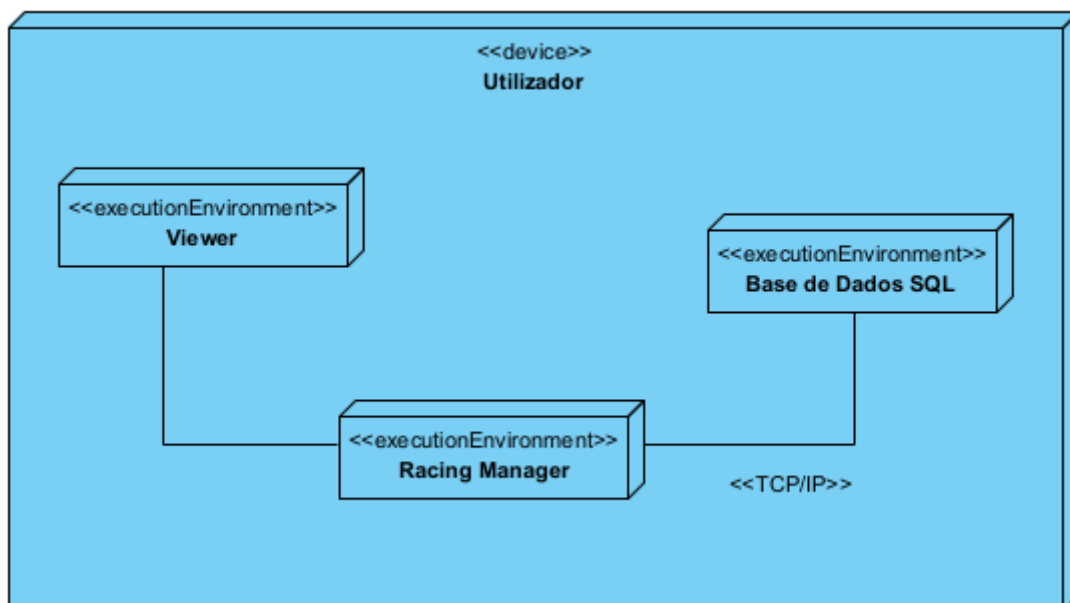 <<device>>
Utilizador
<<executionEnvironment>>
Viewer
<<executionEnvironment>>
Base de Dados SQL
<<executionEnvironment>>
Racing Manager
<<TCP/IP>>